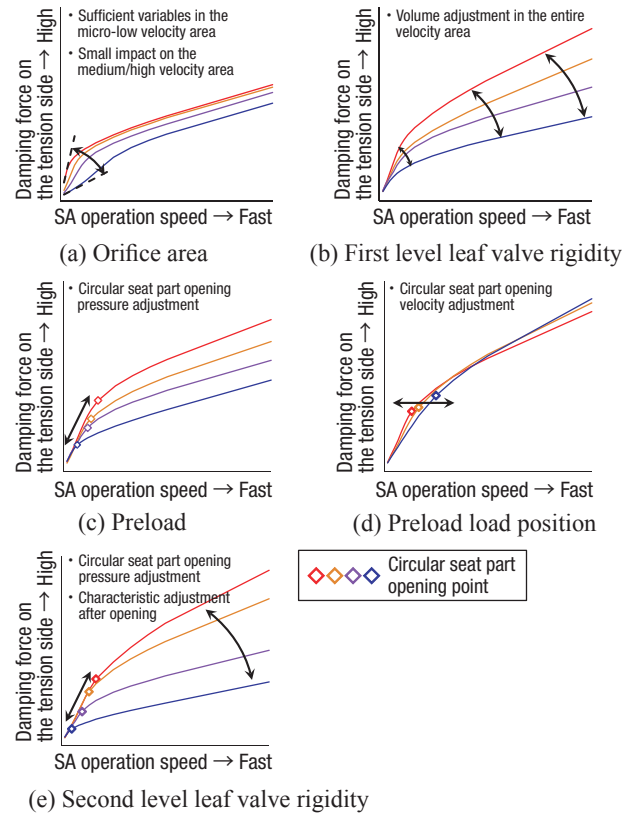 • Sufficient variables in the
micro-low velocity area
• Small impact on the
medium/high velocity area
Damping force on
the tension side → High
SA operation speed → Fast
(a) Orifice area
• Volume adjustment in the entire
velocity area
Damping force on
the tension side → High
SA operation speed → Fast
(b) First level leaf valve rigidity
• Circular seat part opening
pressure adjustment
Damping force on
the tension side → High
SA operation speed → Fast
(c) Preload
• Circular seat part opening
velocity adjustment
Damping force on
the tension side → High
SA operation speed → Fast
(d) Preload load position
• Circular seat part opening
pressure adjustment
• Characteristic adjustment
after opening
Damping force on
the tension side → High
SA operation speed → Fast
(e) Second level leaf valve rigidity
Circular seat part
opening point